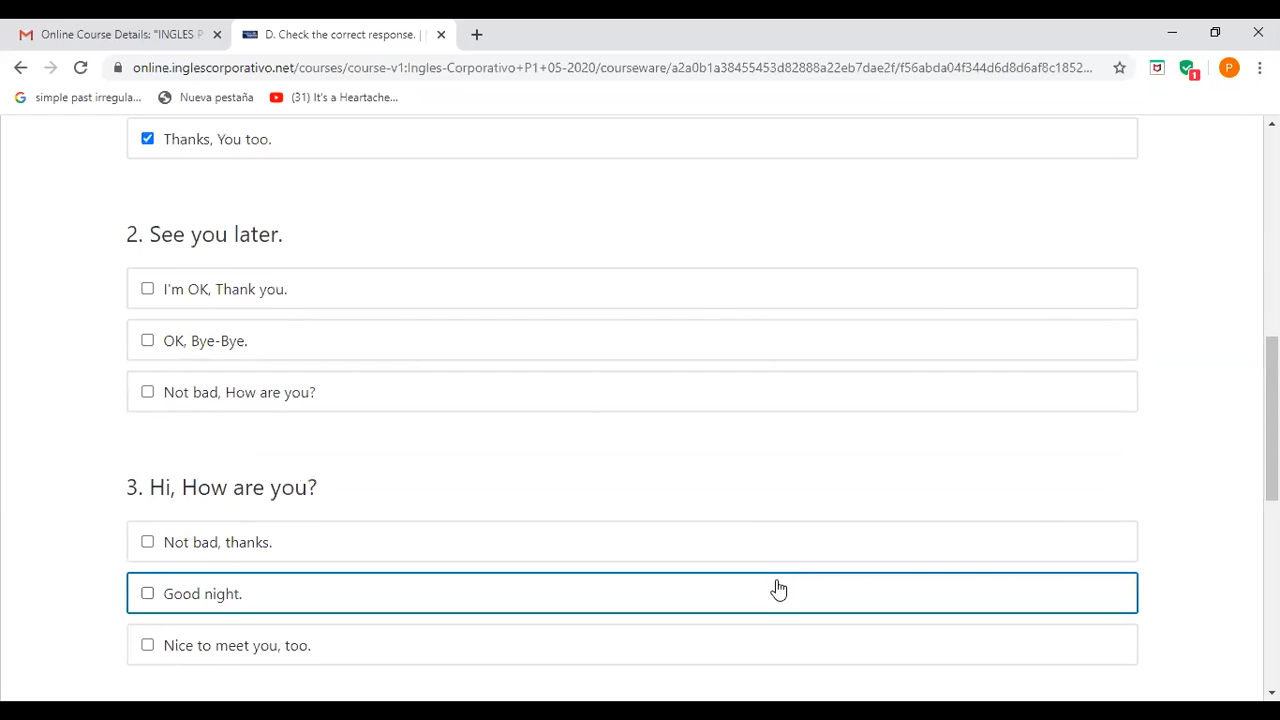 Online Course Details: "INGLES P
D. Check the correct response. |
online.inglescorporativo.net/courses/course-v1:Ingles-Corporativo+P1+05-2020/courseware/a2a0b1a38455453d82888a22eb7dae2f/f56abda04f344d6d8d6af8c1852...
1
P
simple past irregula...
Nueva pestaña
(31) It's a Heartache...
Thanks, You too.
2. See you later.
I'm OK, Thank you.
OK, Bye-Bye.
Not bad, How are you?
3. Hi, How are you?
Not bad, thanks.
Good night.
Nice to meet you, too.